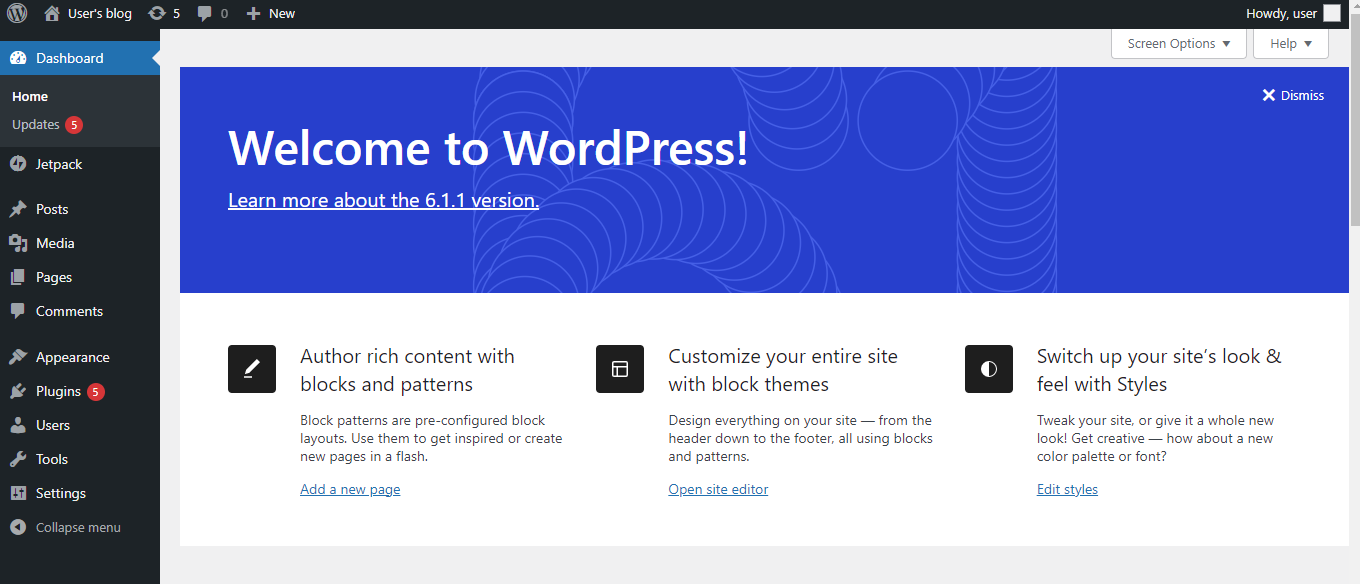 User's blog 5 0 New Howdy, user
Dashboard
Home
Updates 5
Jetpack
Posts
Media
Pages
Comments
Appearance
Plugins 5
Users
Tools
Settings
Collapse menu
Screen Options Help
Dismiss
Welcome to WordPress!
Learn more about the 6.1.1 version.
Author rich content with
blocks and patterns
Block patterns are pre-configured block
layouts. Use them to get inspired or create
new pages in a flash.
Add a new page
Customize your entire site
with block themes
Design everything on your site — from the
header down to the footer, all using blocks
and patterns.
Open site editor
Switch up your site’s look &
feel with Styles
Tweak your site, or give it a whole new
look! Get creative — how about a new
color palette or font?
Edit styles